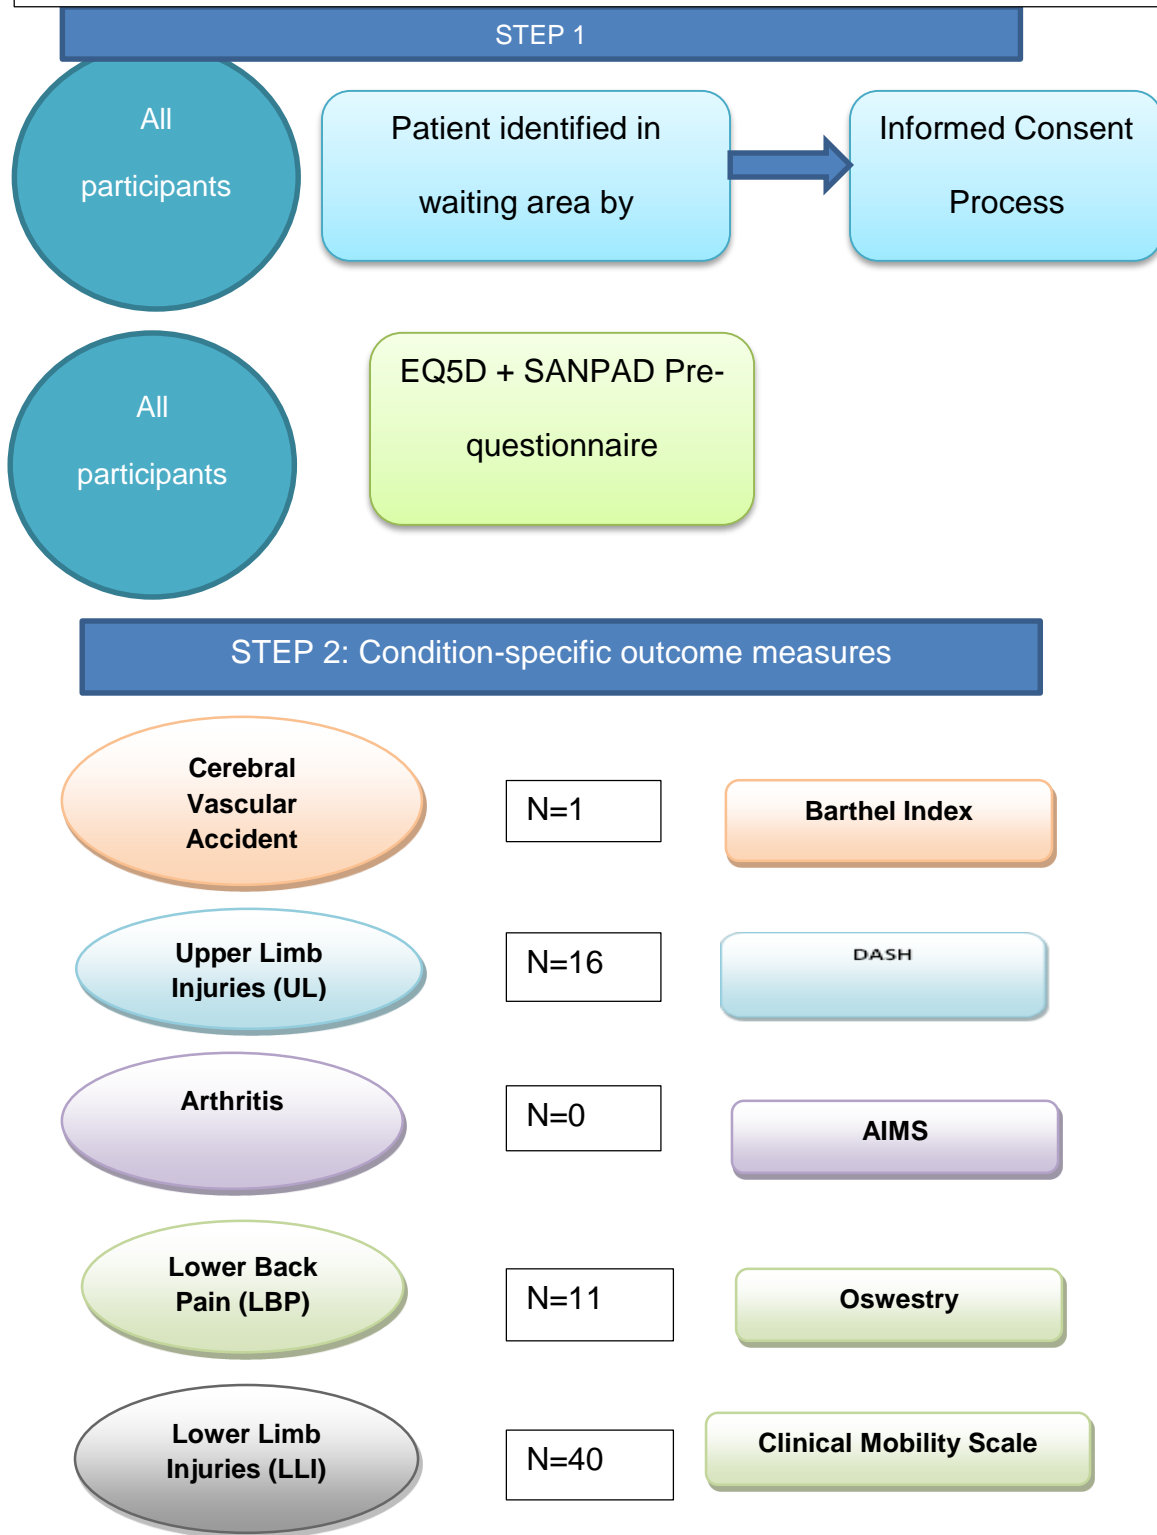 STEP 1
All
participants
Patient identified in
waiting area by
Informed Consent
Process
All
participants
EQ5D + SANPAD Pre-
questionnaire
STEP 2: Condition-specific outcome measures
Cerebral
Vascular
Accident
N=1
Barthel Index
Upper Limb
Injuries (UL)
N=16
DASH
Arthritis
N=0
AIMS
Lower Back
Pain (LBP)
N=11
Oswestry
Lower Limb
Injuries (LLI)
N=40
Clinical Mobility Scale